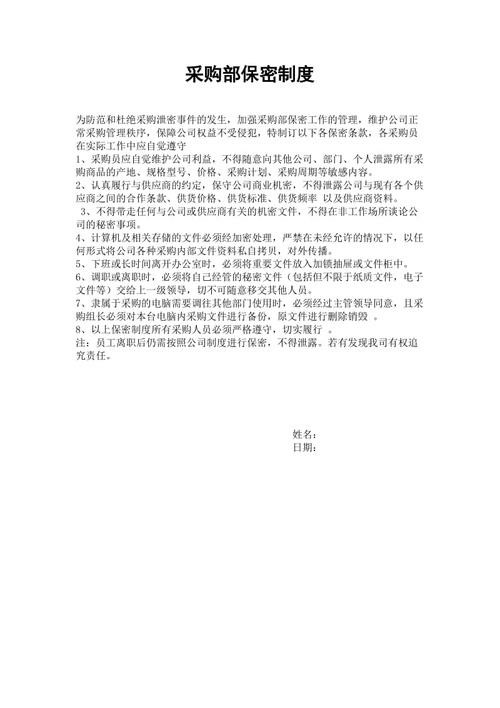 采购部保密制度
为防范和杜绝采购泄密事件的发生，加强采购部保密工作的管理，维护公司正
常采购管理秩序，保障公司权益不受侵犯，特制订以下各保密条款，各采购员
在实际工作中应自觉遵守
1、采购员应自觉维护公司利益，不得随意向其他公司、部门、个人泄露所有采
购商品的产地、规格型号、价格、采购计划、采购周期等敏感内容。
2、认真履行与供应商的约定，保守公司商业机密，不得泄露公司与现有各个供
应商之间的合作条款、供货价格、供货标准、供货频率 以及供应商资料。
3、不得带走任何与公司或供应商有关的机密文件，不得在非工作场所谈论公
司的秘密事项。
4、计算机及相关存储的文件必须经加密处理，严禁在未经允许的情况下，以任
何形式将公司各种采购内部文件资料私自拷贝，对外传播。
5、下班或长时间离开办公室时，必须将重要文件放入加锁抽屉或文件柜中。
6、调职或离职时，必须将自己经管的秘密文件（包括但不限于纸质文件，电子
文件等）交给上一级领导，切不可随意移交其他人员。
7、隶属于采购的电脑需要调往其他部门使用时，必须经过主管领导同意，且采
购组长必须对本台电脑内采购文件进行备份，原文件进行删除销毁 。
8、以上保密制度所有采购人员必须严格遵守，切实履行 。
注：员工离职后仍需按照公司制度进行保密，不得泄露。若有发现我司有权追
究责任。
姓名：
日期：